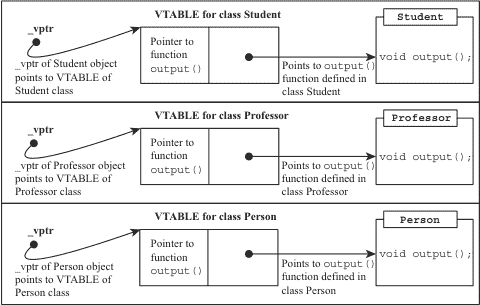 VTABLE for class Student
Student
_vptr
Pointer to
function
output()
void output();
_vptr of Student object
points to VTABLE of
Student class
Points to output()
function defined in
class Student
VTABLE for class Professor
Professor
_vptr
Pointer to
function
output()
void output();
_vptr of Professor object
points to VTABLE of
Professor class
Points to output()
function defined in
class Professor
VTABLE for class Person
Person
_vptr
Pointer to
function
output()
void output();
_vptr of Person object
points to VTABLE of
Person class
Points to output()
function defined in
class Person